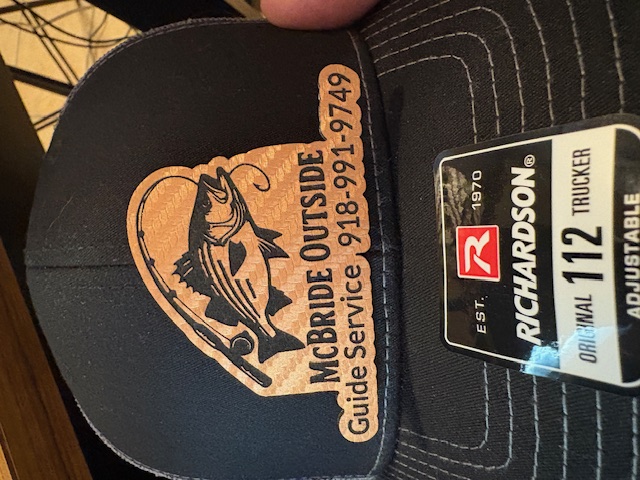 McBride Outside
Guide Service 918-991-9749
EST. R 1970
RICHARDSON®
ORIGINAL 112 TRUCKER
ADJUSTABLE